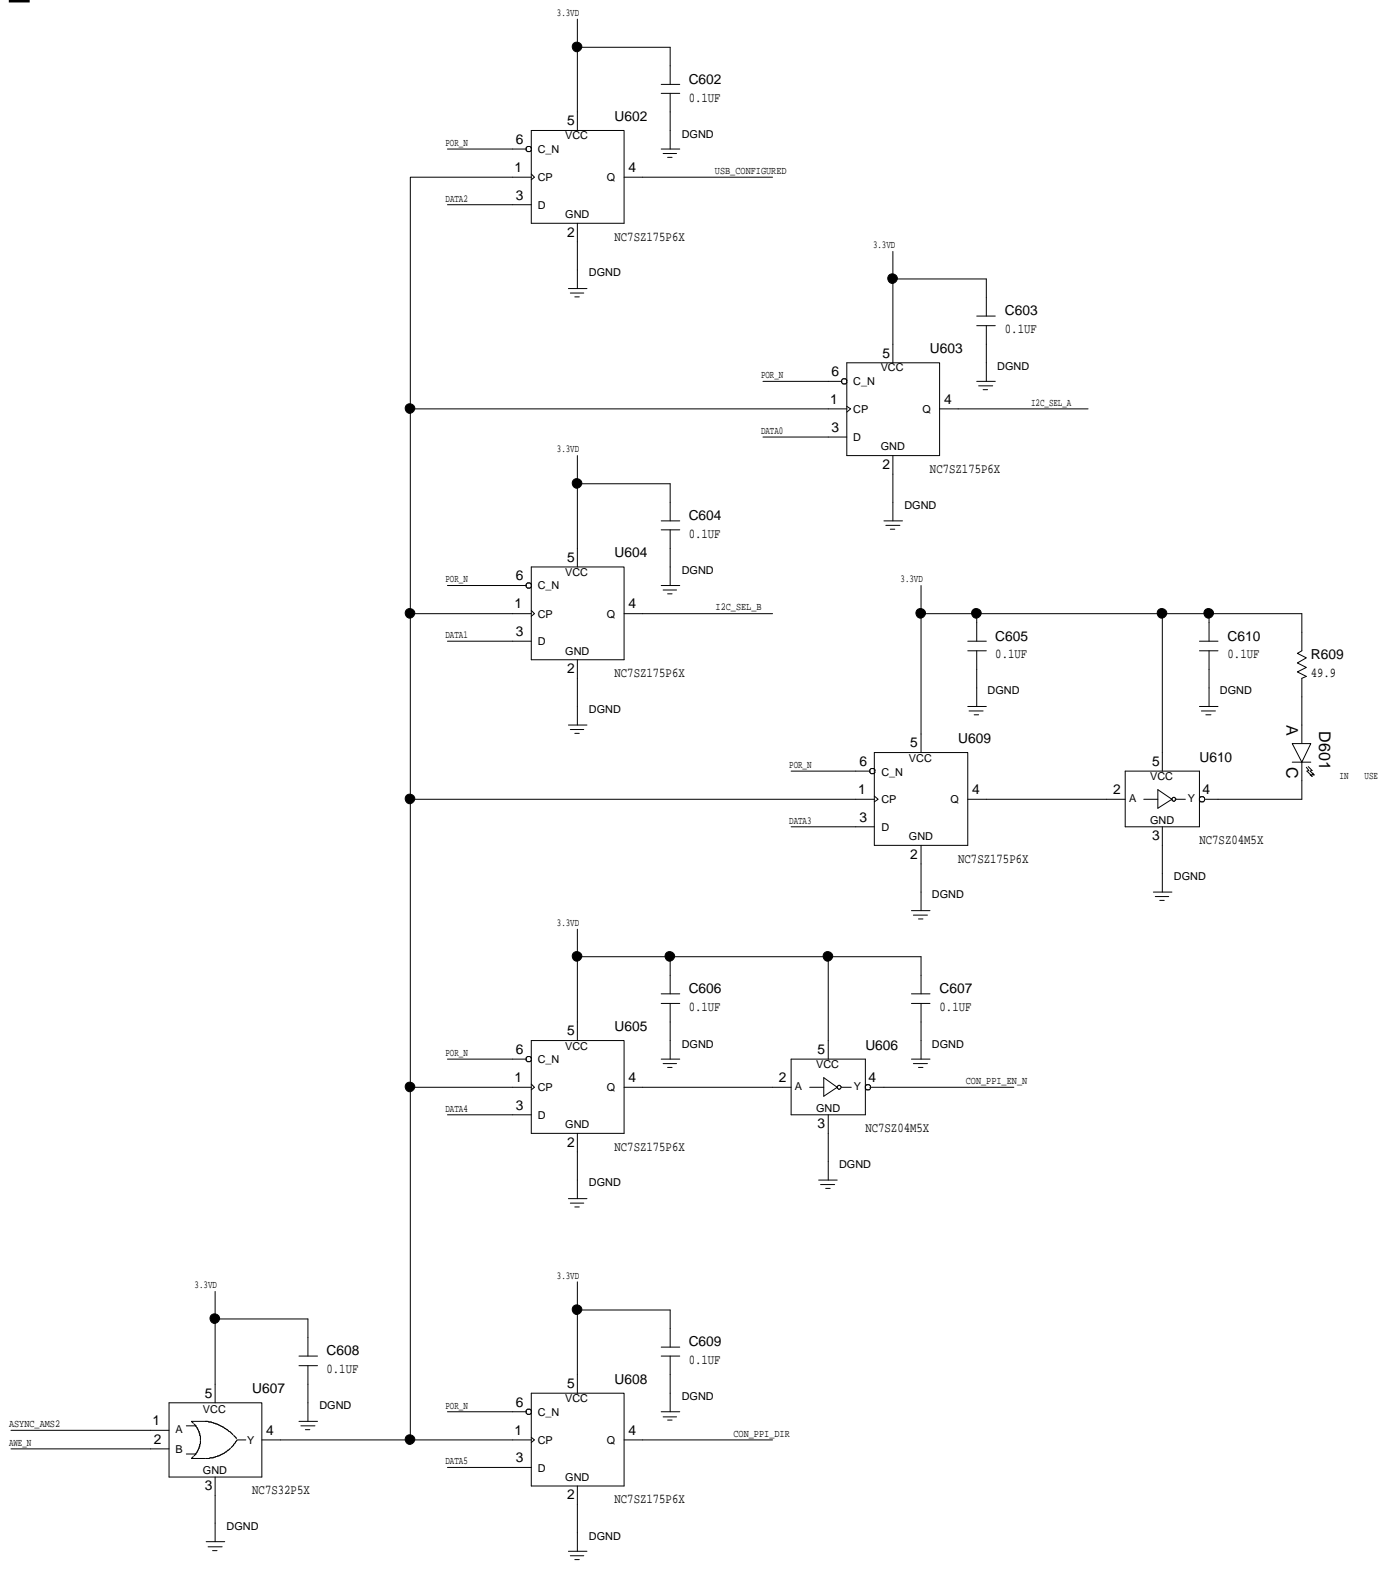 3.3VD
C602
0.1UF
U602
DGND
5
VCC
POR_N
6
C_N
1
CP
Q
4
USB_CONFIGURED
DATA2
3
D
GND
2
NC7SZ175P6X
DGND
3.3VD
C603
0.1UF
U603
DGND
5
VCC
POR_N
6
C_N
1
CP
Q
4
I2C_SEL_A
DATA0
3
D
GND
2
NC7SZ175P6X
DGND
3.3VD
C604
0.1UF
U604
DGND
5
VCC
POR_N
6
C_N
1
CP
Q
4
I2C_SEL_B
DATA1
3
D
GND
2
NC7SZ175P6X
DGND
3.3VD
C605
0.1UF
DGND
C610
0.1UF
DGND
R609
49.9
A
D601
C
IN USE
U609
5
VCC
POR_N
6
C_N
1
CP
Q
4
DATA3
3
D
GND
2
NC7SZ175P6X
DGND
U610
5
VCC
2
A
Y
4
GND
3
NC7SZ04M5X
DGND
3.3VD
C606
0.1UF
DGND
C607
0.1UF
DGND
U605
5
VCC
POR_N
6
C_N
1
CP
Q
4
DATA4
3
D
GND
2
NC7SZ175P6X
DGND
U606
5
VCC
2
A
Y
4
CON_PPI_EN_N
GND
3
NC7SZ04M5X
DGND
3.3VD
C608
0.1UF
DGND
U607
5
VCC
ASYNC_AMS2
1
A
AWE_N
2
B
Y
4
GND
3
NC7S32P5X
DGND
3.3VD
C609
0.1UF
DGND
U608
5
VCC
POR_N
6
C_N
1
CP
Q
4
CON_PPI_DIR
DATA5
3
D
GND
2
NC7SZ175P6X
DGND